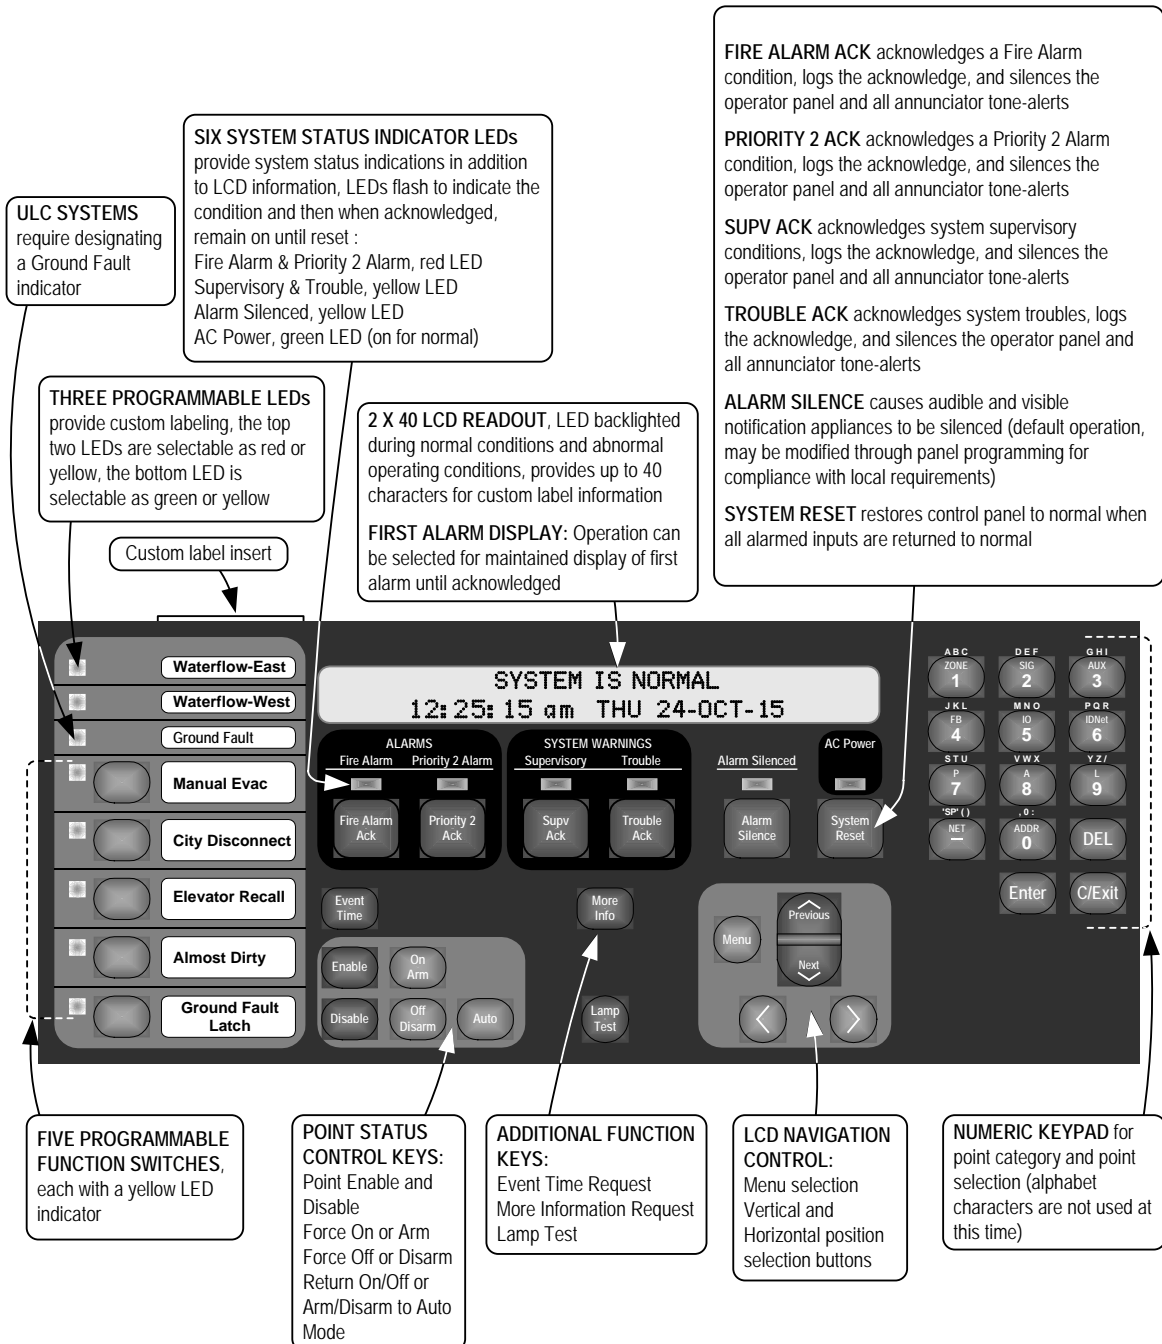 FIRE ALARM ACK acknowledges a Fire Alarm
condition, logs the acknowledge, and silences the
operator panel and all annunciator tone-alerts
PRIORITY 2 ACK acknowledges a Priority 2 Alarm
condition, logs the acknowledge, and silences the
operator panel and all annunciator tone-alerts
SUPV ACK acknowledges system supervisory
conditions, logs the acknowledge, and silences the
operator panel and all annunciator tone-alerts
TROUBLE ACK acknowledges system troubles, logs
the acknowledge, and silences the operator panel and
all annunciator tone-alerts
ALARM SILENCE causes audible and visible
notification appliances to be silenced (default operation,
may be modified through panel programming for
compliance with local requirements)
SYSTEM RESET restores control panel to normal when
all alarmed inputs are returned to normal
SIX SYSTEM STATUS INDICATOR LEDs
provide system status indications in addition
to LCD information, LEDs flash to indicate the
condition and then when acknowledged,
remain on until reset :
Fire Alarm & Priority 2 Alarm, red LED
Supervisory & Trouble, yellow LED
Alarm Silenced, yellow LED
AC Power, green LED (on for normal)
ULC SYSTEMS
require designating
a Ground Fault
indicator
THREE PROGRAMMABLE LEDs
provide custom labeling, the top
two LEDs are selectable as red or
yellow, the bottom LED is
selectable as green or yellow
2 X 40 LCD READOUT, LED backlighted
during normal conditions and abnormal
operating conditions, provides up to 40
characters for custom label information
FIRST ALARM DISPLAY: Operation can
be selected for maintained display of first
alarm until acknowledged
Custom label insert
Waterflow-East
Waterflow-West
Ground Fault
Manual Evac
City Disconnect
Elevator Recall
Almost Dirty
Ground Fault
Latch
SYSTEM IS NORMAL
12:25:15 am THU 24-OCT-15
ALARMS
Fire Alarm Priority 2 Alarm
SYSTEM WARNINGS
Supervisory Trouble
Alarm Silenced
AC Power
Fire Alarm
Ack
Priority 2
Ack
Supv
Ack
Trouble
Ack
Alarm
Silence
System
Reset
Event
Time
More
Info
Enable
On
Arm
Disable
Off
Disarm
Auto
Lamp
Test
Menu
Previous
Next
A B C
ZONE
1
D E F
SIG
2
G H I
AUX
3
J K L
FB
4
M N O
IO
5
P Q R
IDNet
6
S T U
P
7
V W X
A
8
Y Z /
L
9
'SP' ( )
NET
–
, 0 :
ADDR
0
DEL
Enter
C/Exit
FIVE PROGRAMMABLE
FUNCTION SWITCHES,
each with a yellow LED
indicator
POINT STATUS
CONTROL KEYS:
Point Enable and
Disable
Force On or Arm
Force Off or Disarm
Return On/Off or
Arm/Disarm to Auto
Mode
ADDITIONAL FUNCTION
KEYS:
Event Time Request
More Information Request
Lamp Test
LCD NAVIGATION
CONTROL:
Menu selection
Vertical and
Horizontal position
selection buttons
NUMERIC KEYPAD for
point category and point
selection (alphabet
characters are not used at
this time)